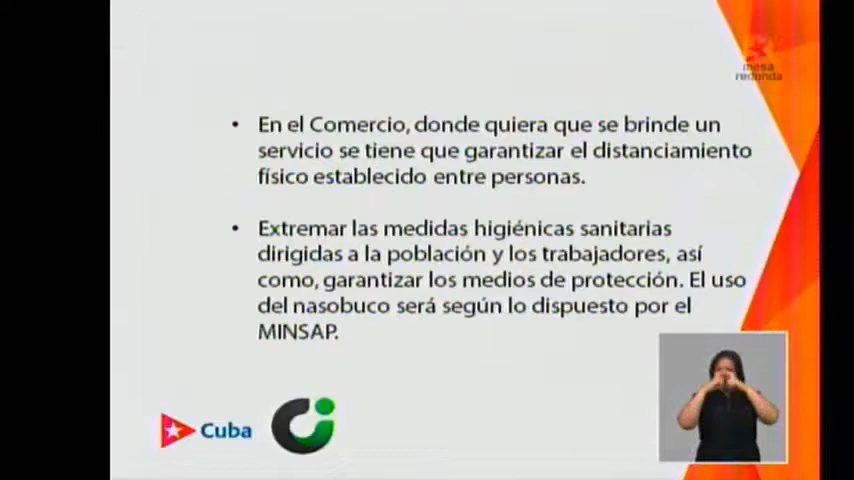 mesa
redonda
• En el Comercio, donde quiera que se brinde un
servicio se tiene que garantizar el distanciamiento
físico establecido entre personas.
• Extremar las medidas higiénicas sanitarias
dirigidas a la población y los trabajadores, así
como, garantizar los medios de protección. El uso
del nasobuco será según lo dispuesto por el
MINSAP.
Cuba